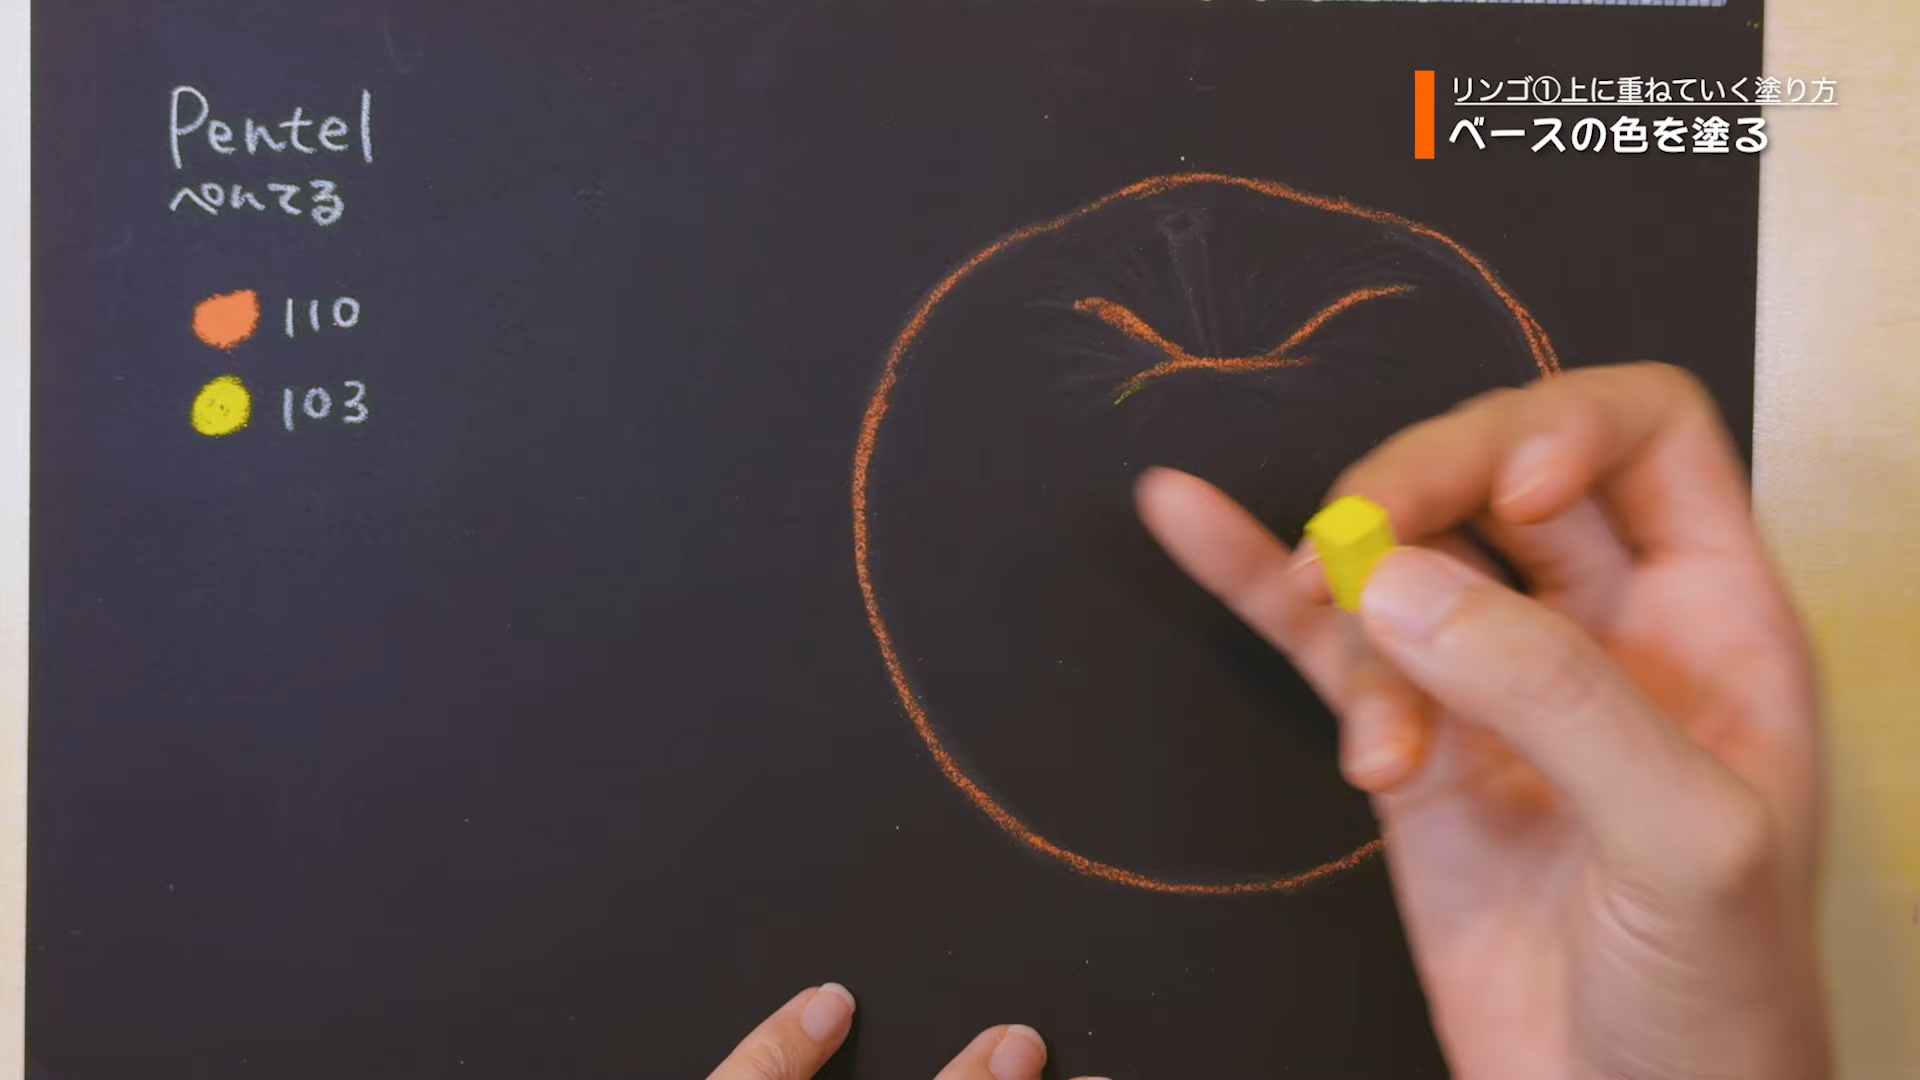 Pentel
ぺんてる
110
103
リンゴ①上に重ねていく塗り方
ベースの色を塗る